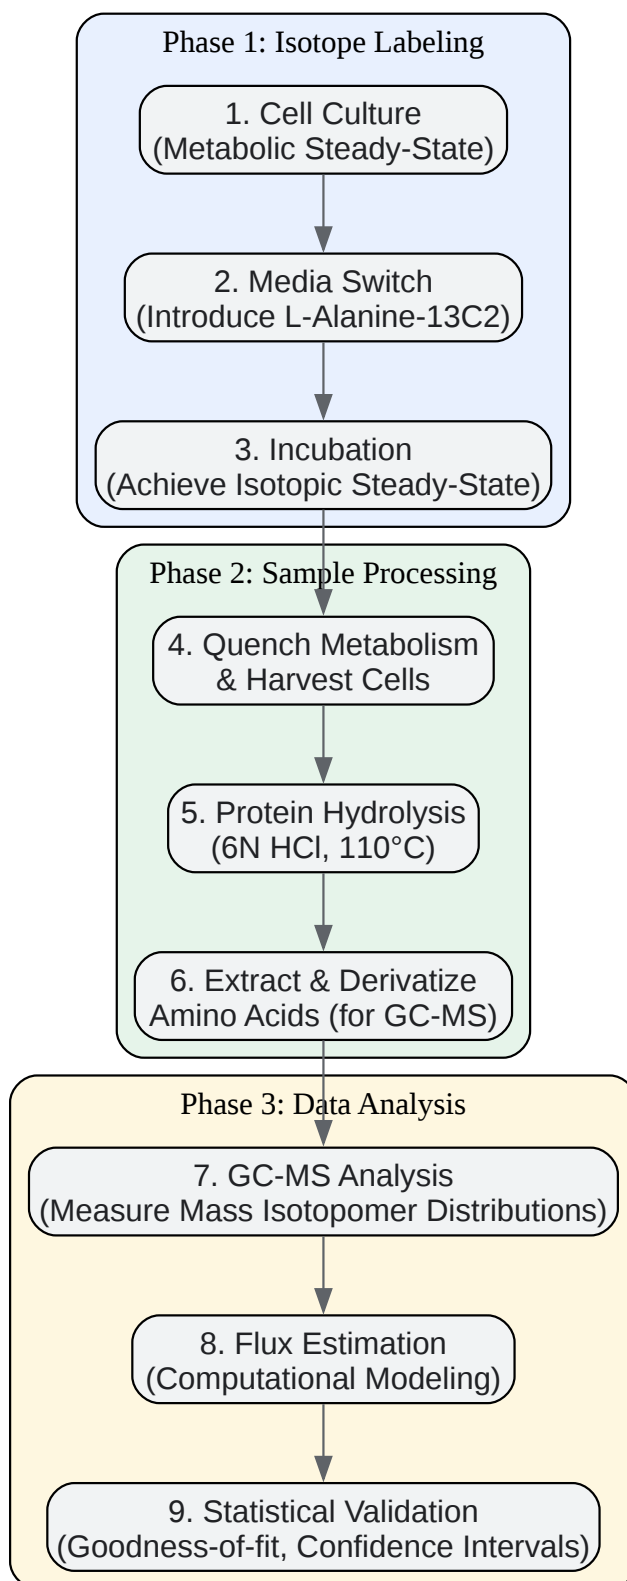 Phase 1: Isotope Labeling
1. Cell Culture
(Metabolic Steady-State)
2. Media Switch
(Introduce L-Alanine-13C2)
3. Incubation
(Achieve Isotopic Steady-State)
Phase 2: Sample Processing
4. Quench Metabolism
& Harvest Cells
5. Protein Hydrolysis
(6N HCl, 110°C)
6. Extract & Derivatize
Amino Acids (for GC-MS)
Phase 3: Data Analysis
7. GC-MS Analysis
(Measure Mass Isotopomer Distributions)
8. Flux Estimation
(Computational Modeling)
9. Statistical Validation
(Goodness-of-fit, Confidence Intervals)